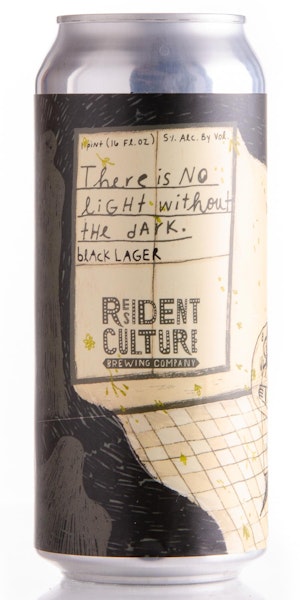 1 Pint (16 Fl. oz) 5% Alc. By Vol.
There is No
LiGHt without
tHE dARK.
bLACK LAGER
RESIDENT
CULTURE
BREWING COMPANY